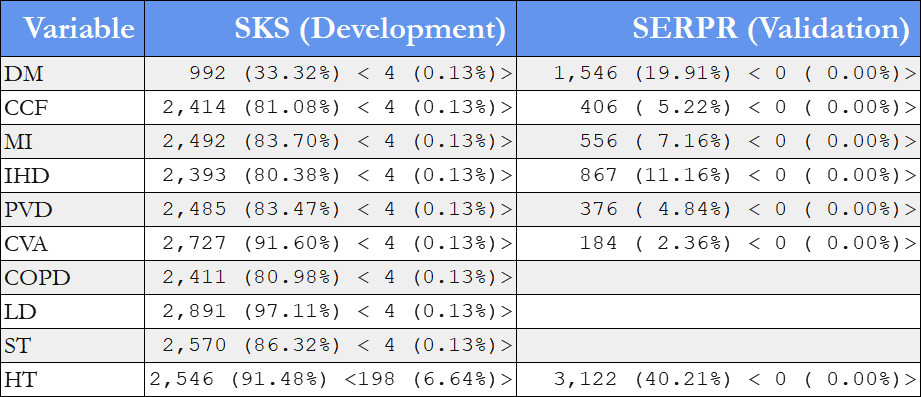 Variable SKS (Development) SERPR (Validation)
DM 992 (33.32%) < 4 (0.13%)> 1,546 (19.91%) < 0 ( 0.00%)>
CCF 2,414 (81.08%) < 4 (0.13%)> 406 ( 5.22%) < 0 ( 0.00%)>
MI 2,492 (83.70%) < 4 (0.13%)> 556 ( 7.16%) < 0 ( 0.00%)>
IHD 2,393 (80.38%) < 4 (0.13%)> 867 (11.16%) < 0 ( 0.00%)>
PVD 2,485 (83.47%) < 4 (0.13%)> 376 ( 4.84%) < 0 ( 0.00%)>
CVA 2,727 (91.60%) < 4 (0.13%)> 184 ( 2.36%) < 0 ( 0.00%)>
COPD 2,411 (80.98%) < 4 (0.13%)>
LD 2,891 (97.11%) < 4 (0.13%)>
ST 2,570 (86.32%) < 4 (0.13%)>
HT 2,546 (91.48%) <198 (6.64%)> 3,122 (40.21%) < 0 ( 0.00%)>